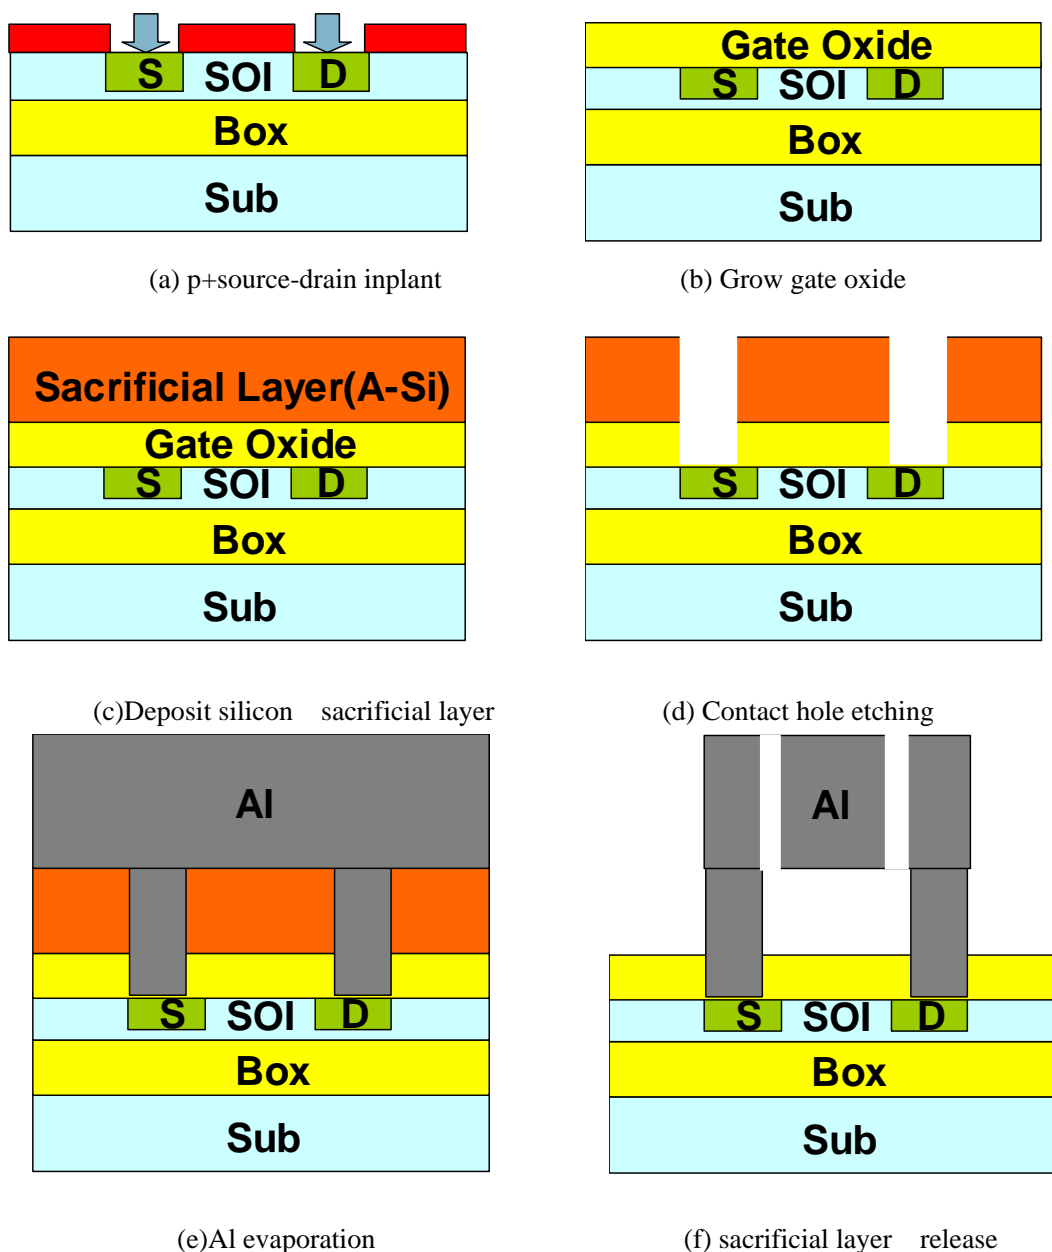 S SOI D
Box
Sub
(a) p+source-drain inplant
Gate Oxide
S SOI D
Box
Sub
(b) Grow gate oxide
Sacrificial Layer(A-Si)
Gate Oxide
S SOI D
Box
Sub
(c)Deposit silicon sacrificial layer
S SOI D
Box
Sub
(d) Contact hole etching
Al
S SOI D
Box
Sub
(e)Al evaporation
Al
S SOI D
Box
Sub
(f) sacrificial layer release